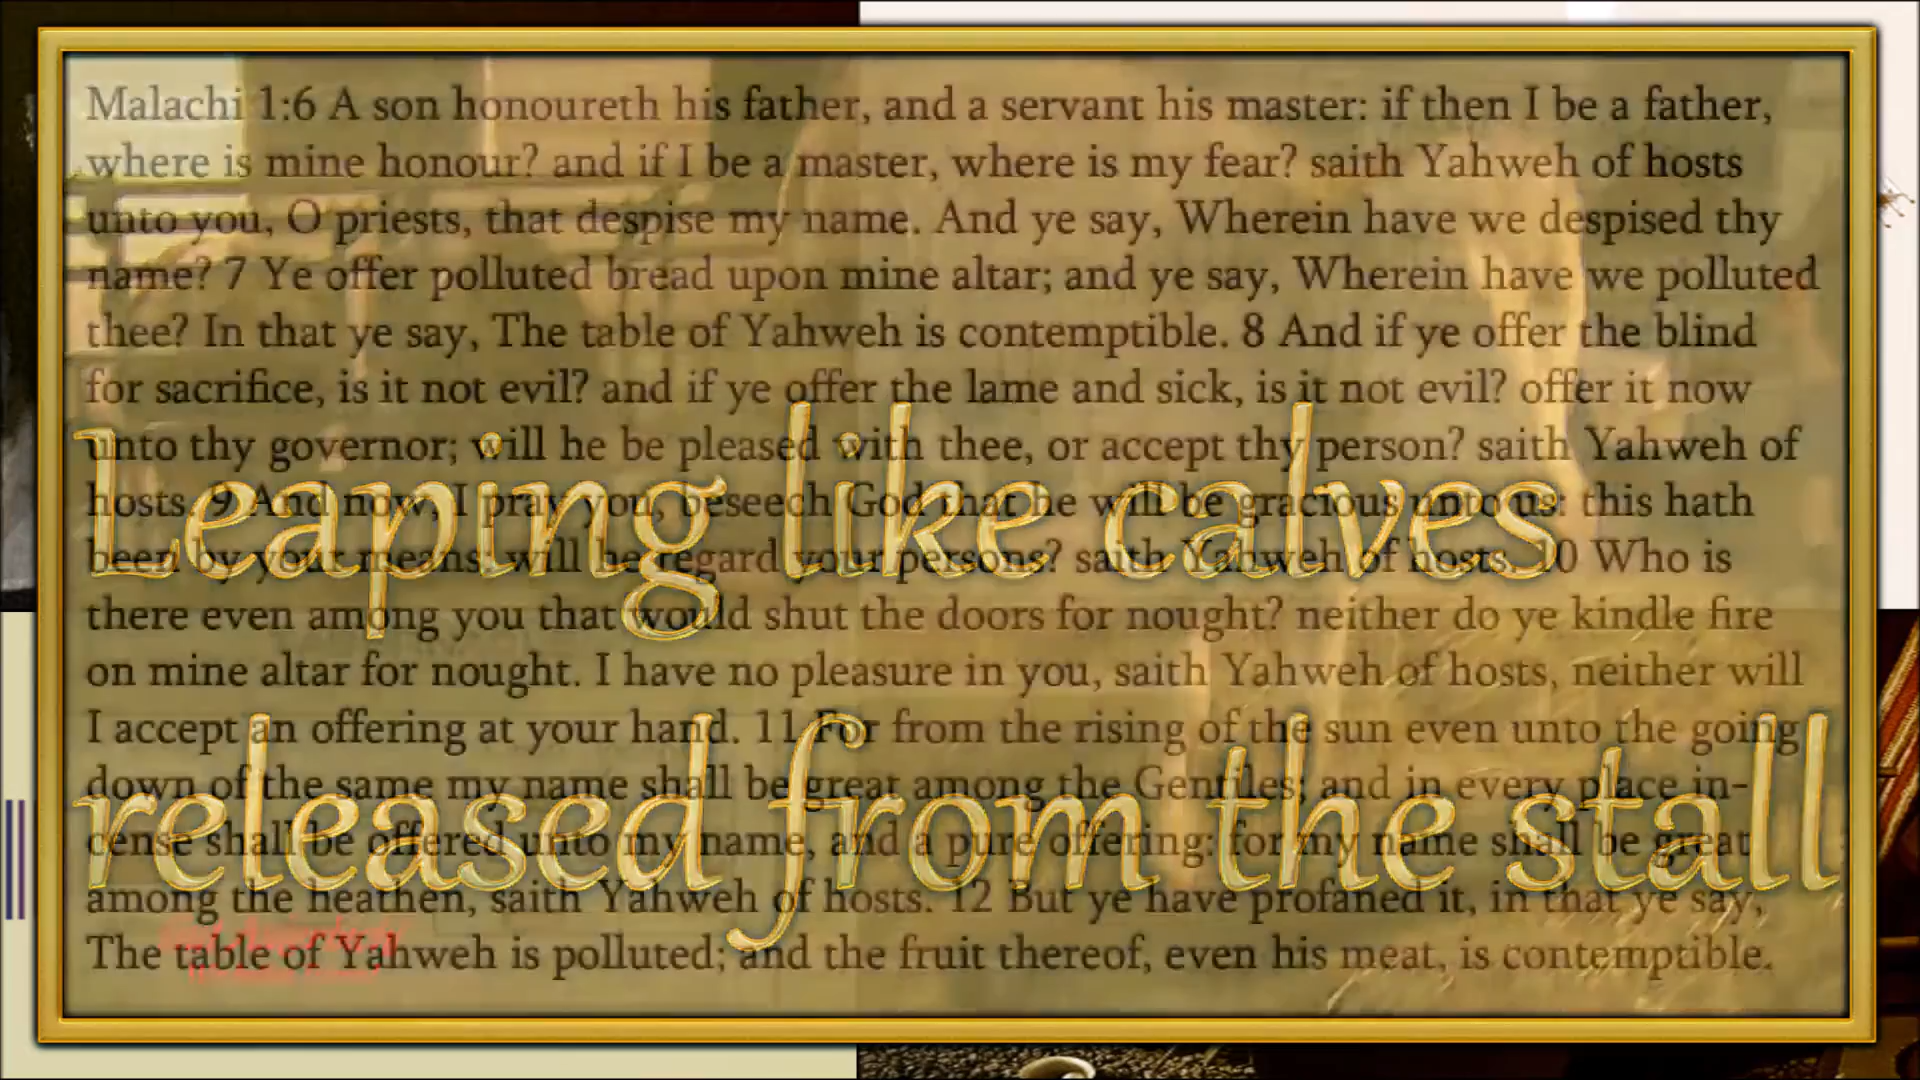 Malachi 1:6 A son honoureth his father, and a servant his master: if then I be a father,
where is mine honour? and if I be a master, where is my fear? saith Yahweh of hosts
unto you, O priests, that despise my name. And ye say, Wherein have we despised thy
name? 7 Ye offer polluted bread upon mine altar; and ye say, Wherein have we polluted
thee? In that ye say, The table of Yahweh is contemptible. 8 And if ye offer the blind
for sacrifice, is it not evil? and if ye offer the lame and sick, is it not evil? offer it now
unto thy governor; will he be pleased with thee, or accept thy person? saith Yahweh of
hosts. 9 And now, I pray you, beseech God that he will be gracious unto us: this hath
been by your means: will he regard your persons? saith Yahweh of hosts. 10 Who is
there even among you that would shut the doors for nought? neither do ye kindle fire
on mine altar for nought. I have no pleasure in you, saith Yahweh of hosts, neither will
I accept an offering at your hand. 11 For from the rising of the sun even unto the going
down of the same my name shall be great among the Gentiles; and in every place in-
cense shall be offered unto my name, and a pure offering: for my name shall be great
among the heathen, saith Yahweh of hosts. 12 But ye have profaned it, in that ye say,
The table of Yahweh is polluted; and the fruit thereof, even his meat, is contemptible.
Leaping like calves
released from the stall